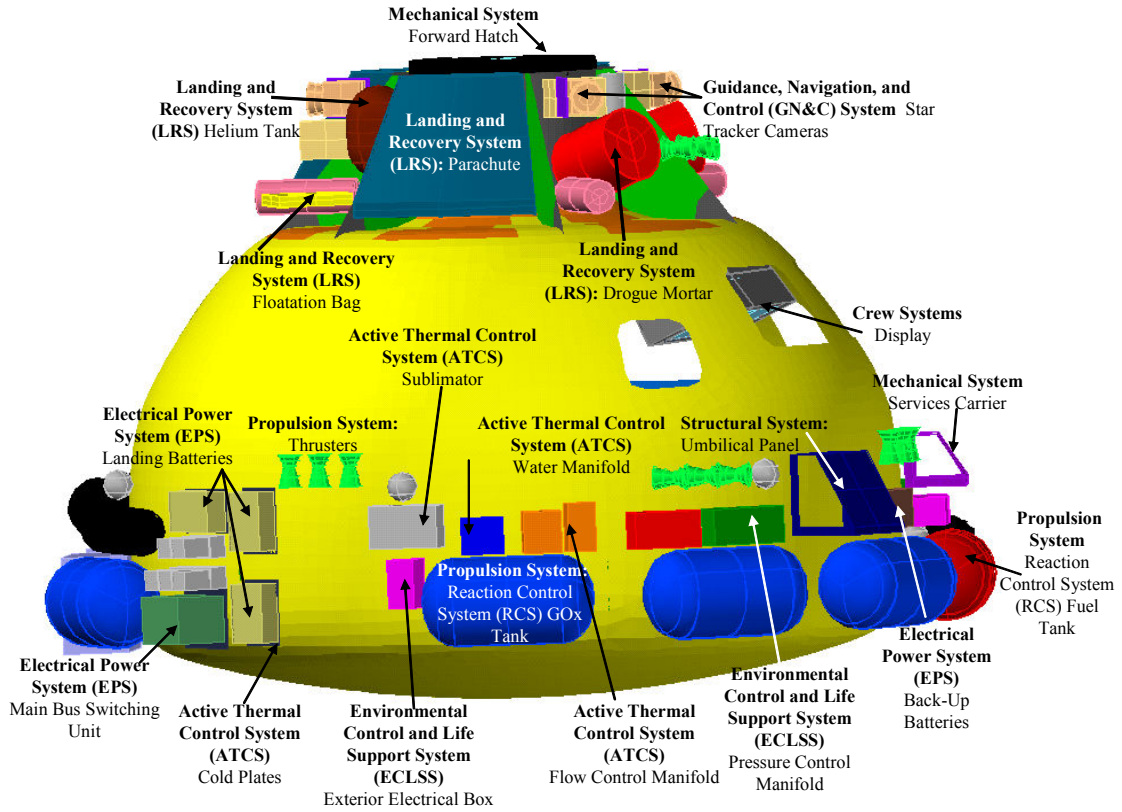 Mechanical System
Forward Hatch
Landing and
Recovery System
(LRS) Helium Tank
Landing and
Recovery System
(LRS): Parachute
Guidance, Navigation, and
Control (GN&C) System Star
Tracker Cameras
Landing and Recovery
System (LRS)
Floatation Bag
Landing and
Recovery System
(LRS): Drogue Mortar
Crew Systems
Display
Active Thermal Control
System (ATCS)
Sublimator
Mechanical System
Services Carrier
Electrical Power
System (EPS)
Landing Batteries
Propulsion System:
Thrusters
Active Thermal Control
System (ATCS)
Water Manifold
Structural System:
Umbilical Panel
Propulsion System:
Reaction Control
System (RCS) GOx
Tank
Propulsion
System
Reaction
Control System
(RCS) Fuel
Tank
Electrical Power
System (EPS)
Main Bus Switching
Unit
Active Thermal
Control System
(ATCS)
Cold Plates
Environmental
Control and Life
Support System
(ECLSS)
Exterior Electrical Box
Active Thermal
Control System
(ATCS)
Flow Control Manifold
Environmental
Control and Life
Support System
(ECLSS)
Pressure Control
Manifold
Electrical
Power System
(EPS)
Back-Up
Batteries